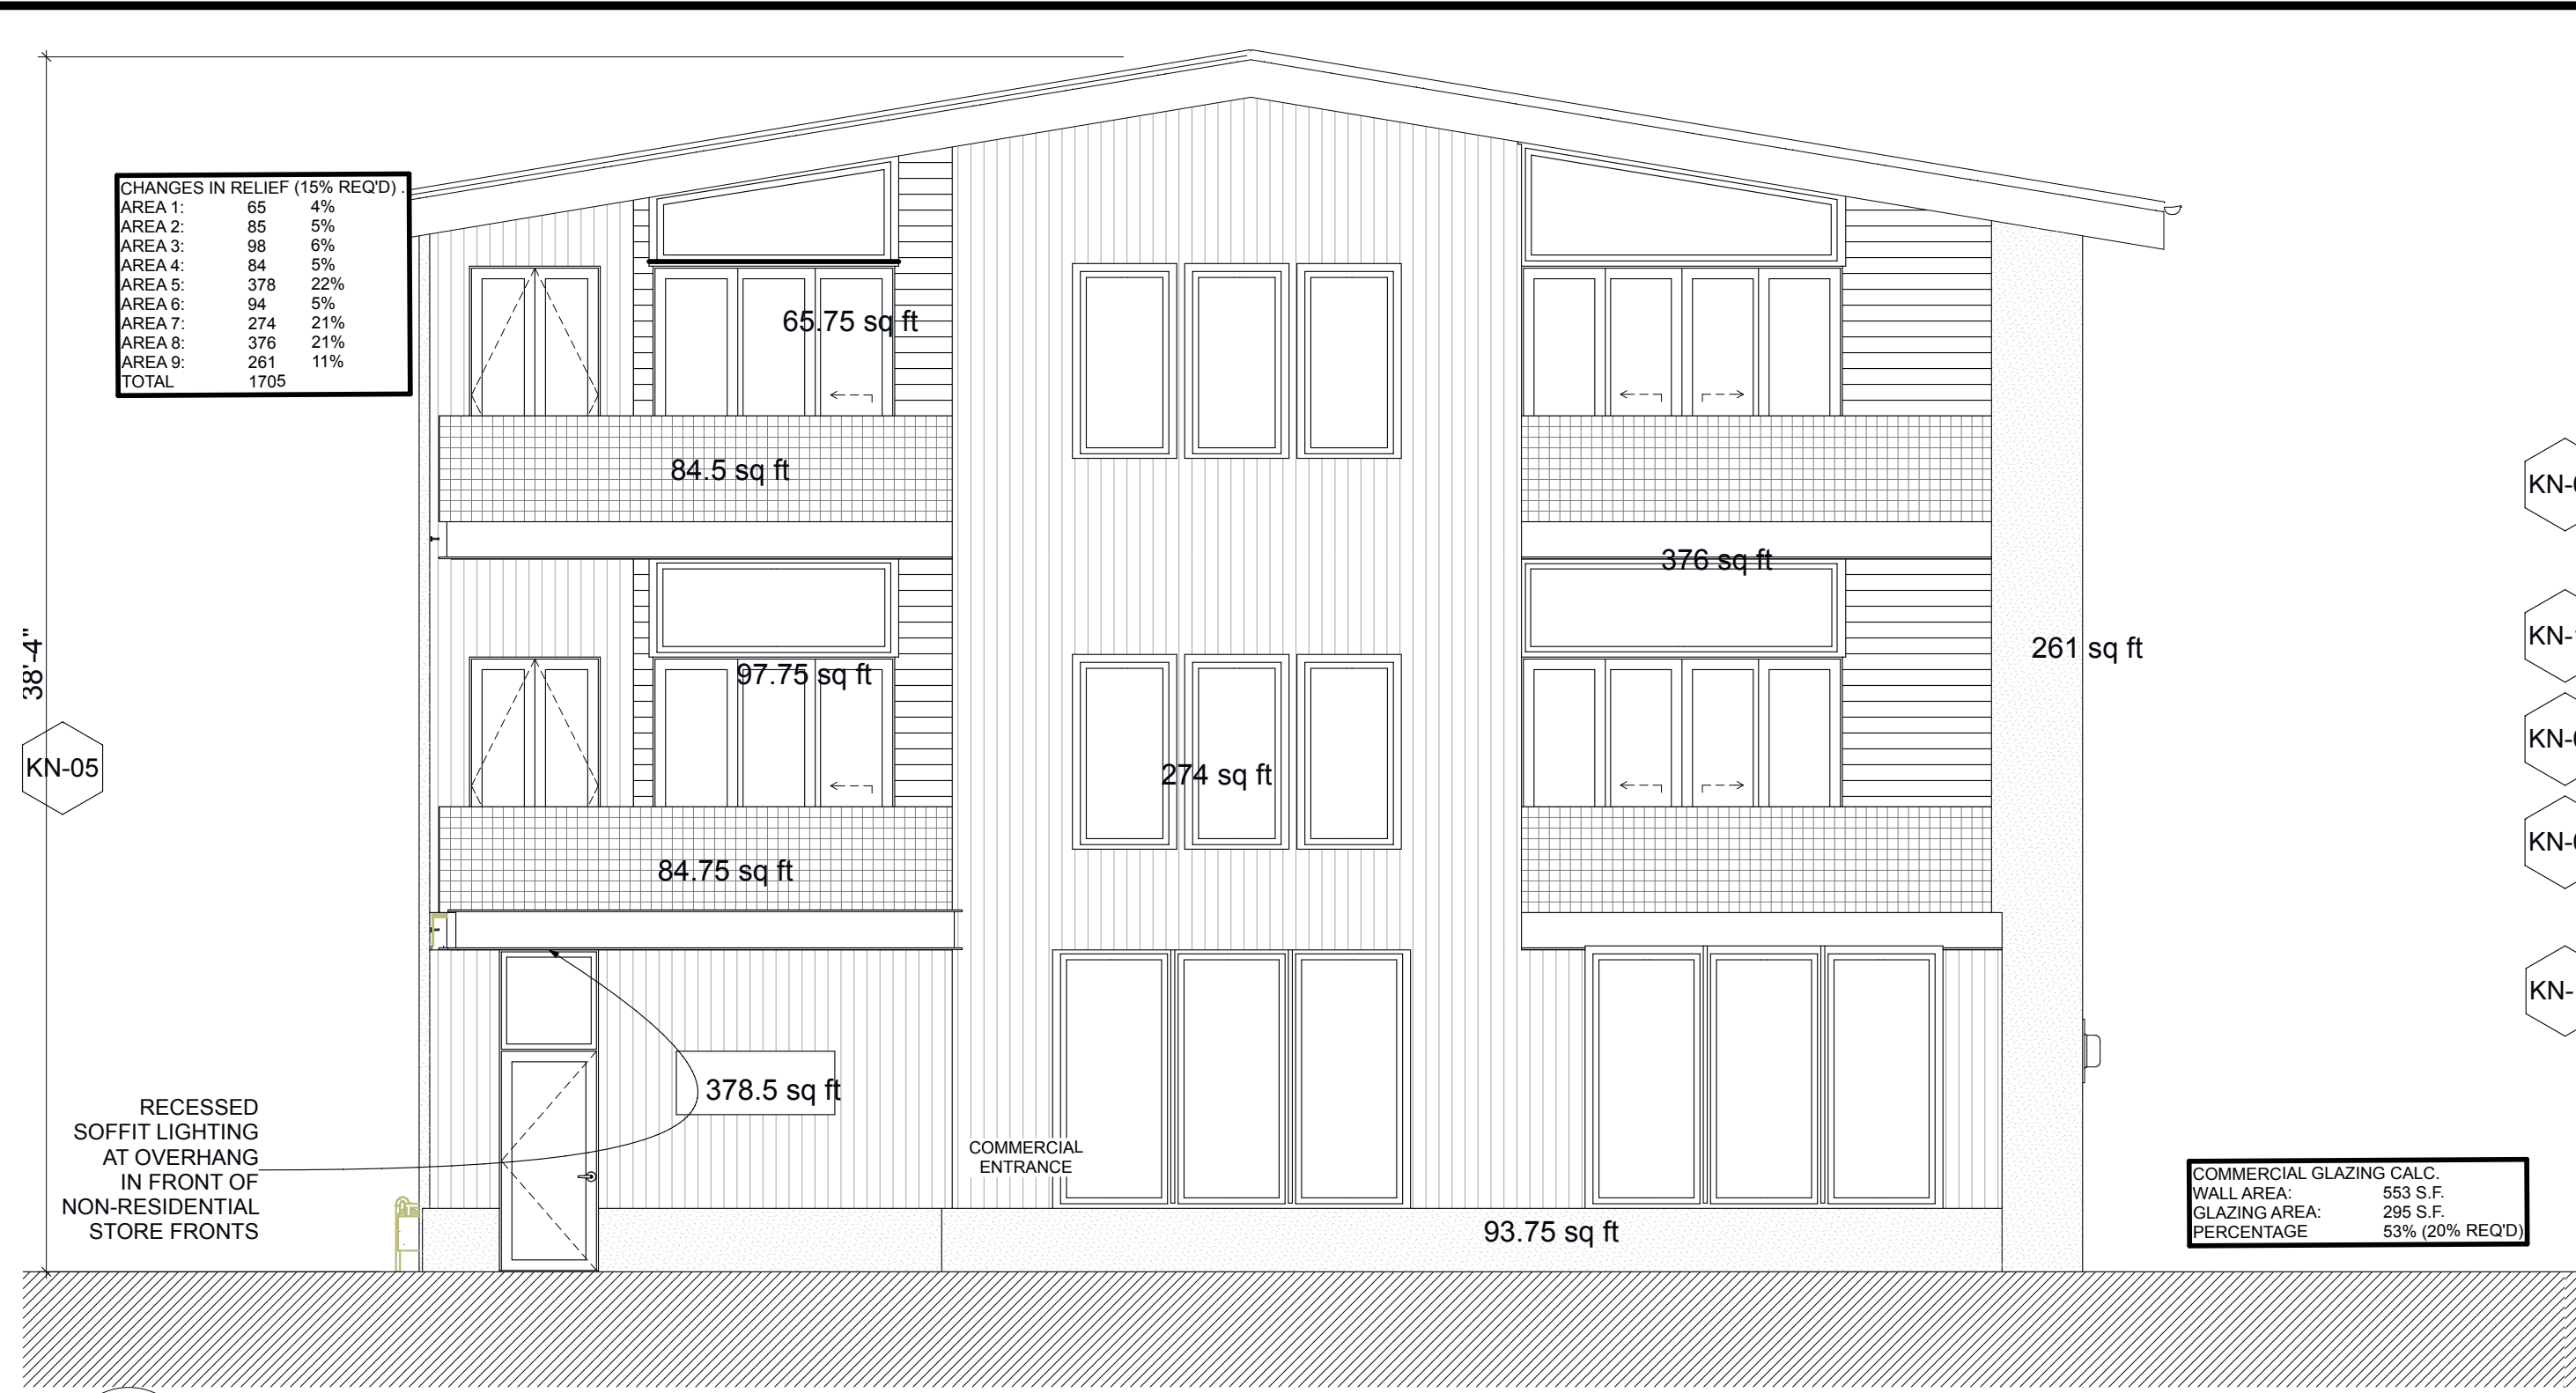 CHANGES IN RELIEF (15% REQ'D) .
AREA 1: 65 4%
AREA 2: 85 5%
AREA 3: 98 6%
AREA 4: 84 5%
AREA 5: 378 22%
AREA 6: 94 5%
AREA 7: 274 21%
AREA 8: 376 21%
AREA 9: 261 11%
TOTAL 1705
65.75 sq ft
84.5 sq ft
376 sq ft
38'-4"
261 sq ft
97.75 sq ft
KN-05
274 sq ft
84.75 sq ft
378.5 sq ft
RECESSED
SOFFIT LIGHTING
AT OVERHANG
IN FRONT OF
NON-RESIDENTIAL
STORE FRONTS
COMMERCIAL
ENTRANCE
93.75 sq ft
COMMERCIAL GLAZING CALC.
WALL AREA: 553 S.F.
GLAZING AREA: 295 S.F.
PERCENTAGE 53% (20% REQ'D)